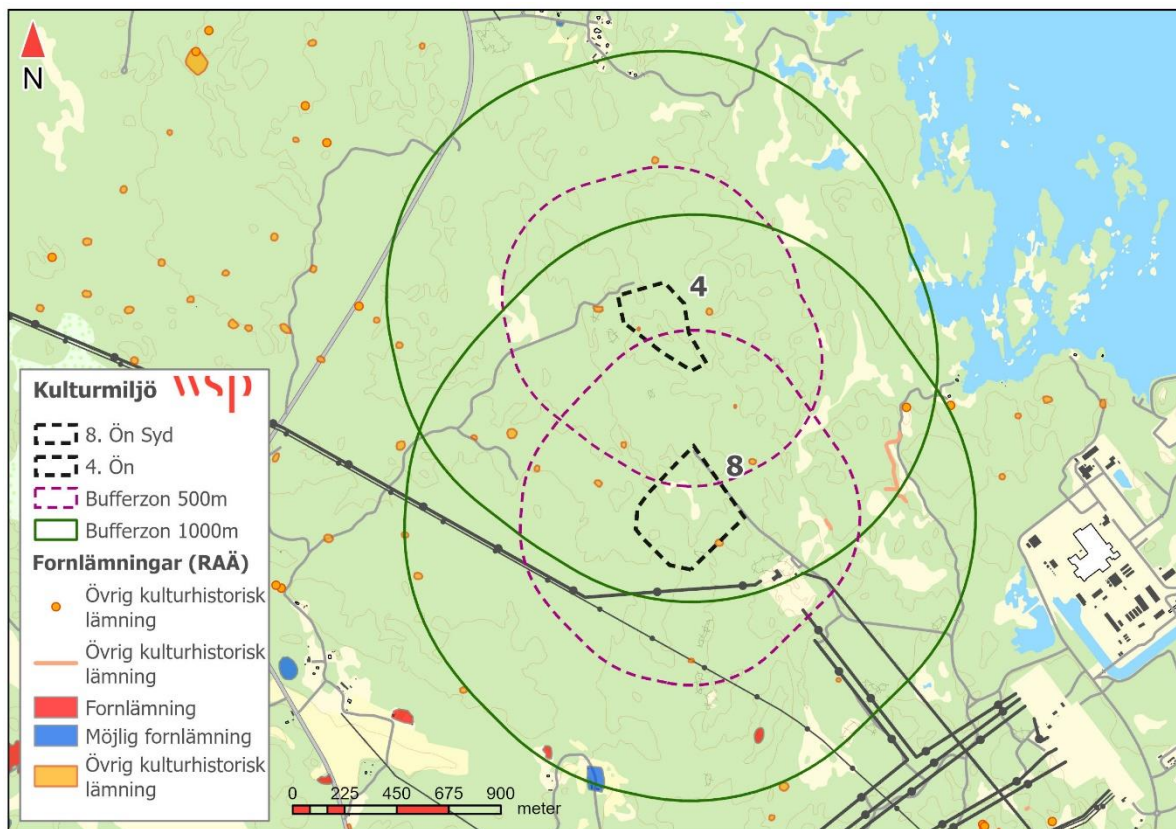 N
4
8
Kulturmiljö wsp
8. Ön Syd
4. Ön
Bufferzon 500m
Bufferzon 1000m
Fornlämningar (RAÄ)
Övrig kulturhistorisk
lämning
Övrig kulturhistorisk
lämning
Fornlämning
Möjlig fornlämning
Övrig kulturhistorisk
lämning
0 225 450 675 900
meter